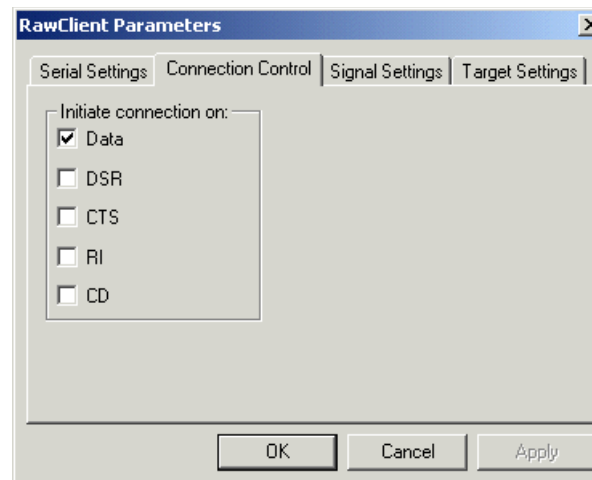 RawClient Parameters
Serial Settings Connection Control Signal Settings Target Settings
Initiate connection on:
Data
DSR
CTS
RI
CD
OK Cancel Apply